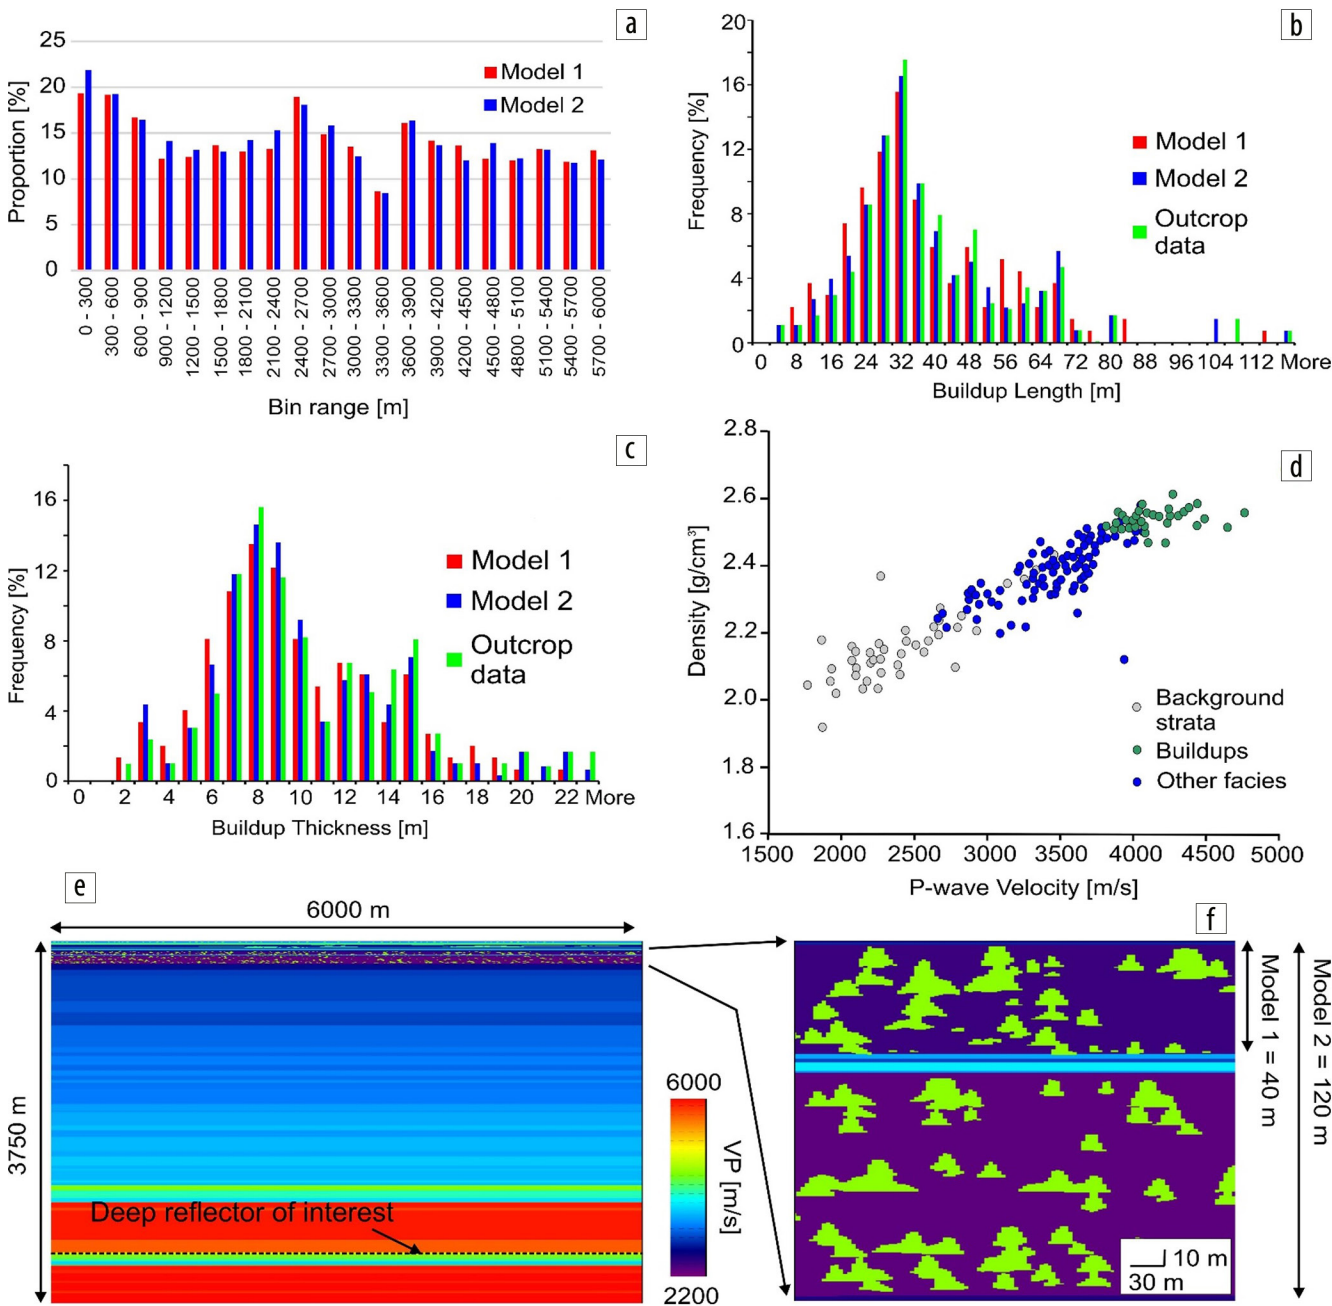 a
25
20
15
10
5
0
Proportion [%]
Model 1
Model 2
0 - 300
300 - 600
600 - 900
900 - 1200
1200 - 1500
1500 - 1800
1800 - 2100
2100 - 2400
2400 - 2700
2700 - 3000
3000 - 3300
3300 - 3600
3600 - 3900
3900 - 4200
4200 - 4500
4500 - 4800
4800 - 5100
5100 - 5400
5400 - 5700
5700 - 6000
Bin range [m]
b
20
16
12
8
4
0
Frequency [%]
Model 1
Model 2
Outcrop
data
0 8 16 24 32 40 48 56 64 72 80 88 96 104 112 More
Buildup Length [m]
c
16
12
8
4
0
Frequency [%]
Model 1
Model 2
Outcrop
data
0 2 4 6 8 10 12 14 16 18 20 22 More
Buildup Thickness [m]
d
2.8
2.6
2.4
2.2
2.0
1.8
1.6
Density [g/cm³]
Background
strata
Buildups
Other facies
1500 2000 2500 3000 3500 4000 4500 5000
P-wave Velocity [m/s]
e
6000 m
3750 m
Deep reflector of interest
6000
VP [m/s]
2200
f
Model 1 = 40 m
Model 2 = 120 m
10 m
30 m